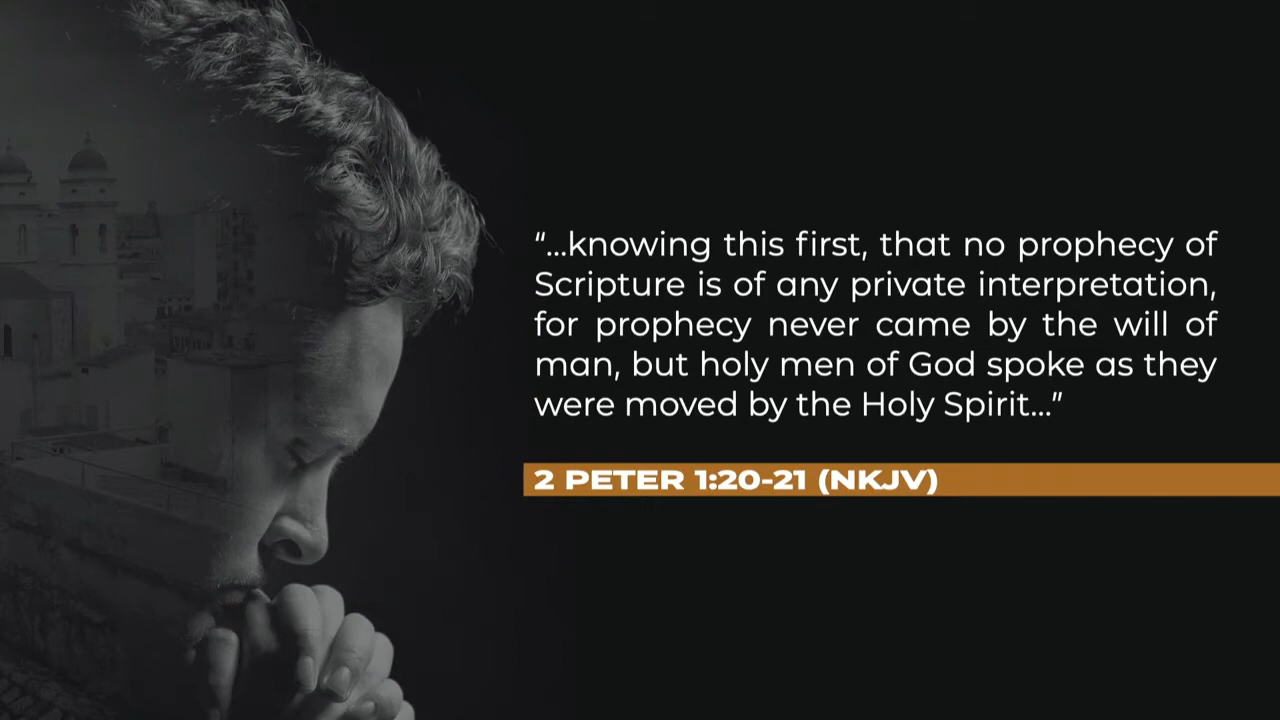 “...knowing this first, that no prophecy of
Scripture is of any private interpretation,
for prophecy never came by the will of
man, but holy men of God spoke as they
were moved by the Holy Spirit...”
2 PETER 1:20-21 (NKJV)